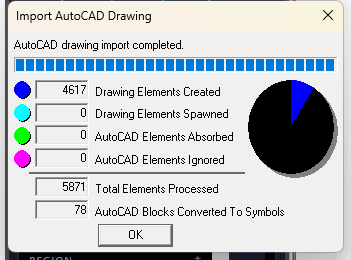 Import AutoCAD Drawing
AutoCAD drawing import completed.
4617 Drawing Elements Created
0 Drawing Elements Spawned
0 AutoCAD Elements Absorbed
0 AutoCAD Elements Ignored
5871 Total Elements Processed
78 AutoCAD Blocks Converted To Symbols
OK
REGION